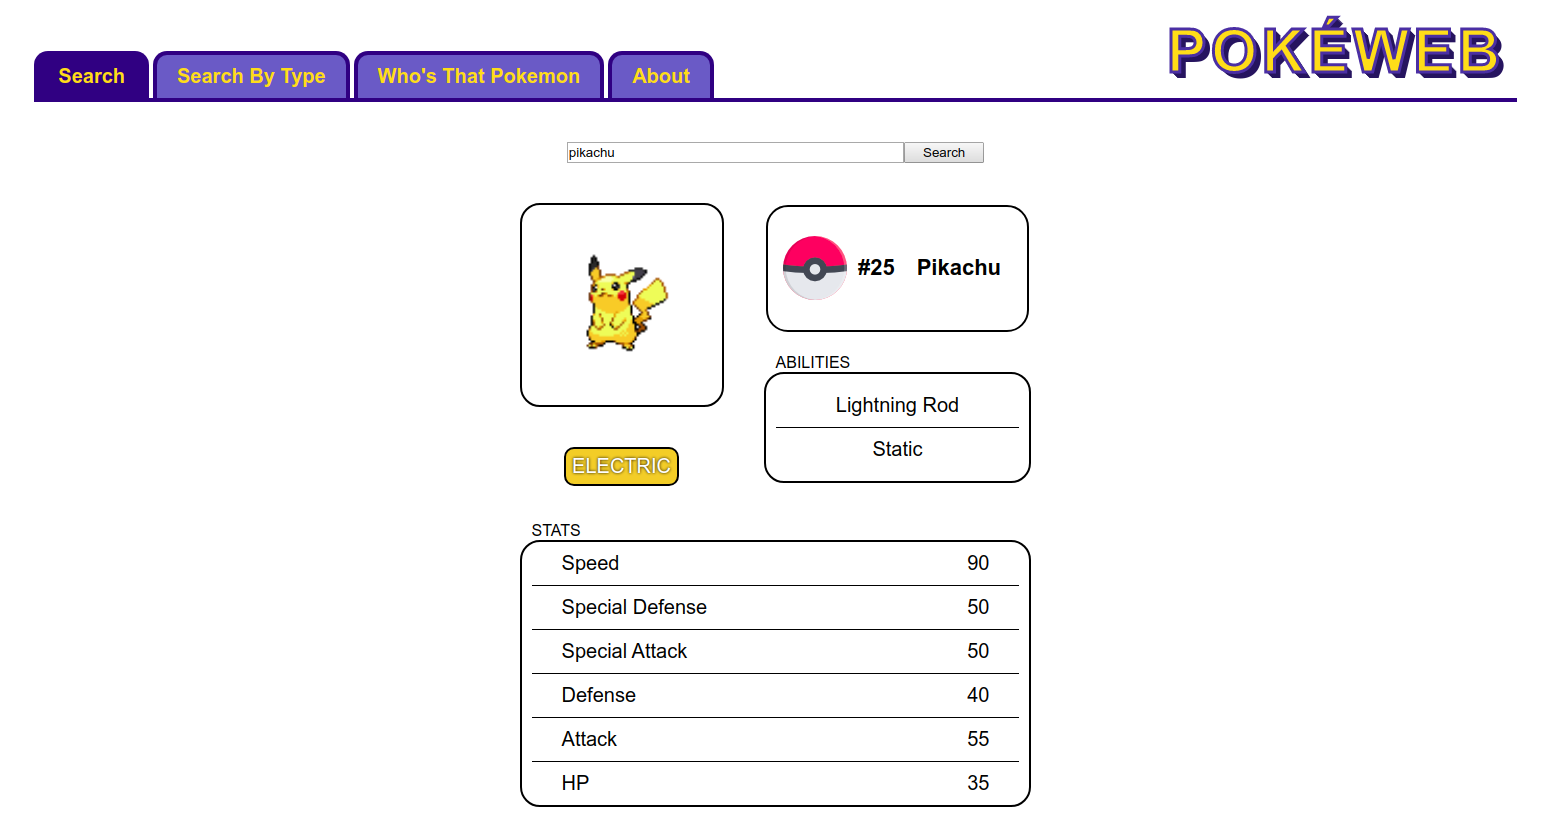 POKÉWEB
Search
Search By Type
Who's That Pokemon
About
pikachu
Search
#25 Pikachu
ABILITIES
Lightning Rod
Static
ELECTRIC
STATS
Speed 90
Special Defense 50
Special Attack 50
Defense 40
Attack 55
HP 35